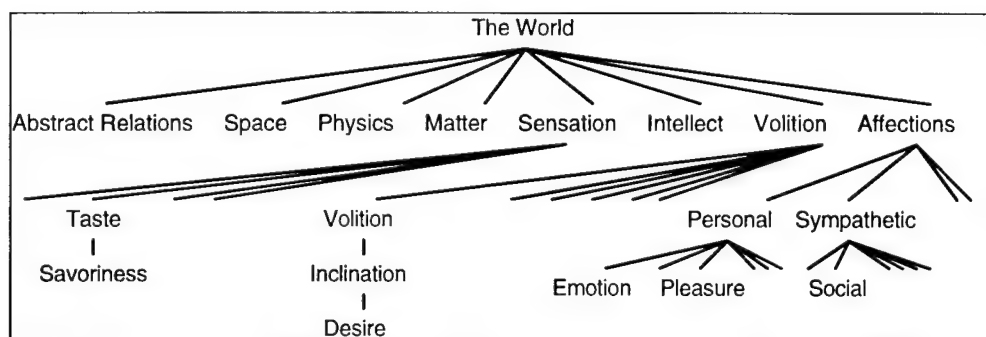 The World
Abstract Relations Space Physics Matter Sensation Intellect Volition Affections
Taste Volition Personal Sympathetic
Savoriness Inclination Emotion Pleasure Social
Desire